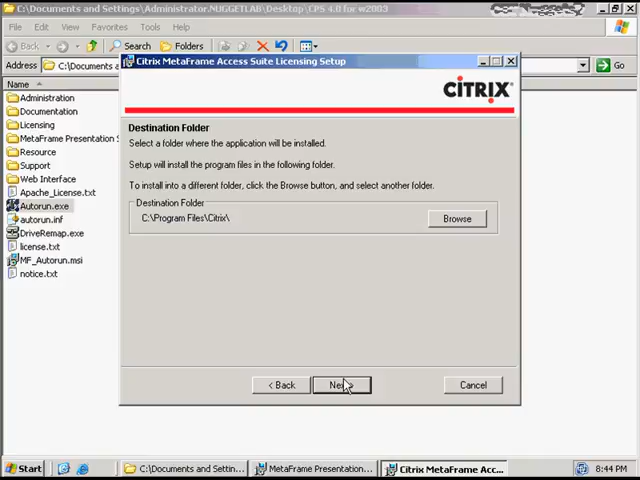 C:\Documents and Settings\Administrator.NUGGETLAB\Desktop\CPS 4.0 for w2003
File Edit View Favorites Tools
Back Search Folders
Address C:\Documents and Go
Name
Administration
Documentation
Licensing
MetaFrame Presentation S
Resource
Support
Web Interface
Apache_License.txt
Autorun.exe
autorun.inf
DriveRemap.exe
license.txt
MF_Autorun.msi
notice.txt
Citrix MetaFrame Access Suite Licensing Setup
CITRIX
Destination Folder
Select a folder where the application will be installed.
Setup will install the program files in the following folder.
To install into a different folder, click the Browse button, and select another folder.
Destination Folder
C:\Program Files\Citrix\
Browse
< Back Next > Cancel
Start C:\Documents and Settin... MetaFrame Presentation... Citrix MetaFrame Acc... 8:44 PM